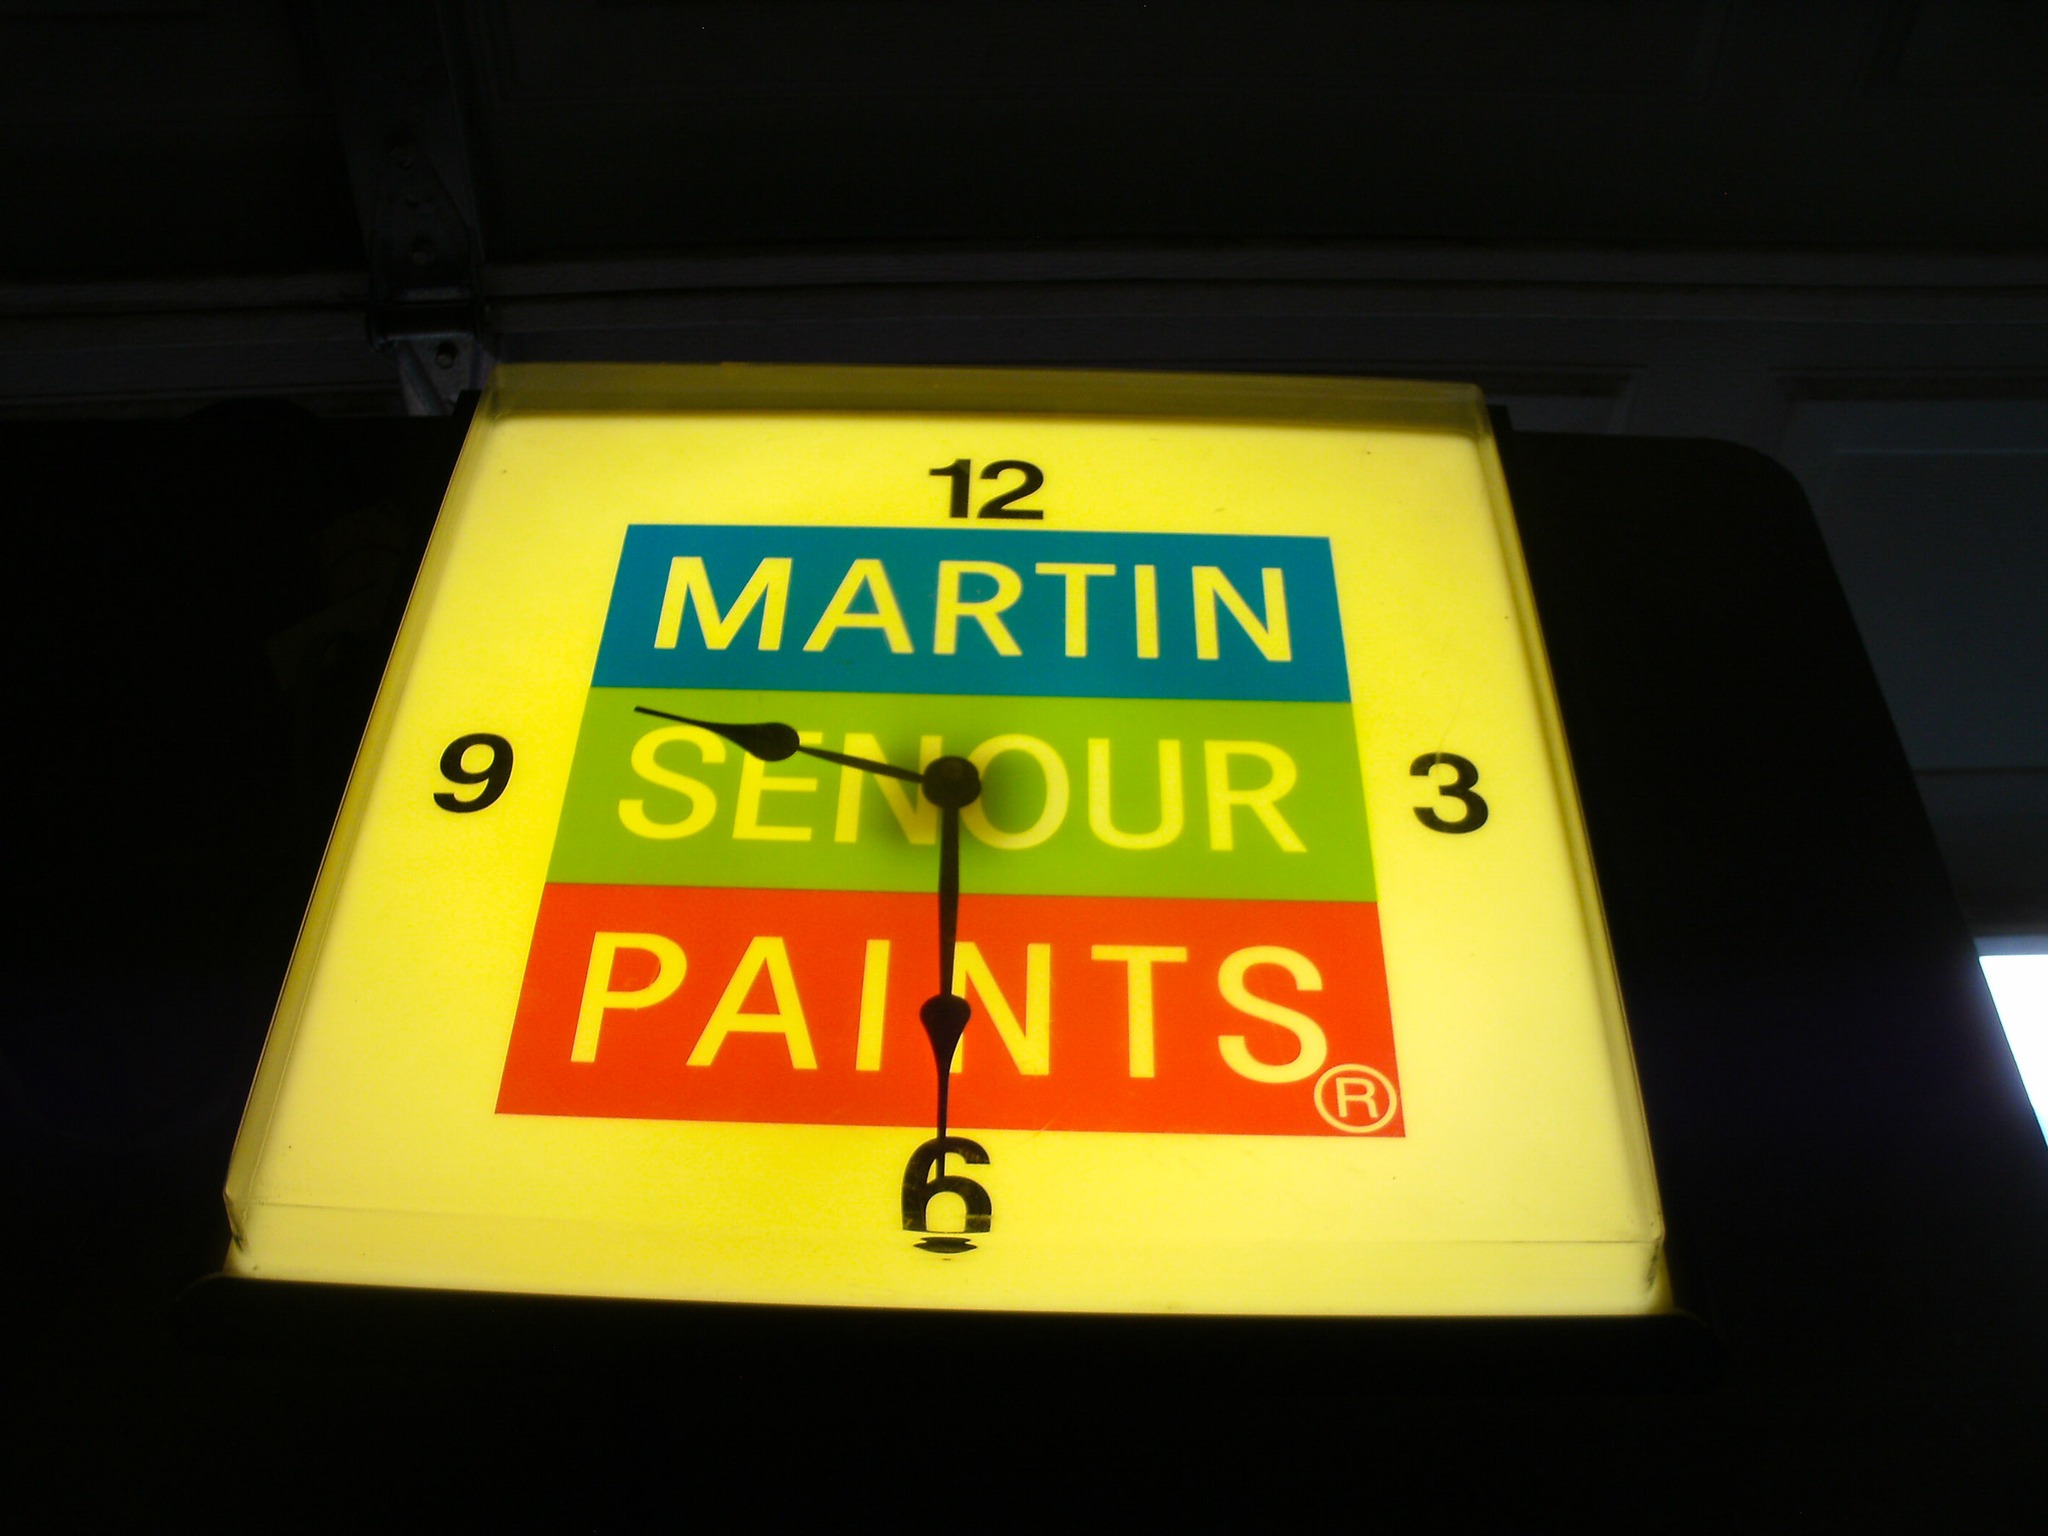 12
MARTIN
9 SENOUR 3
PAINTS®
6